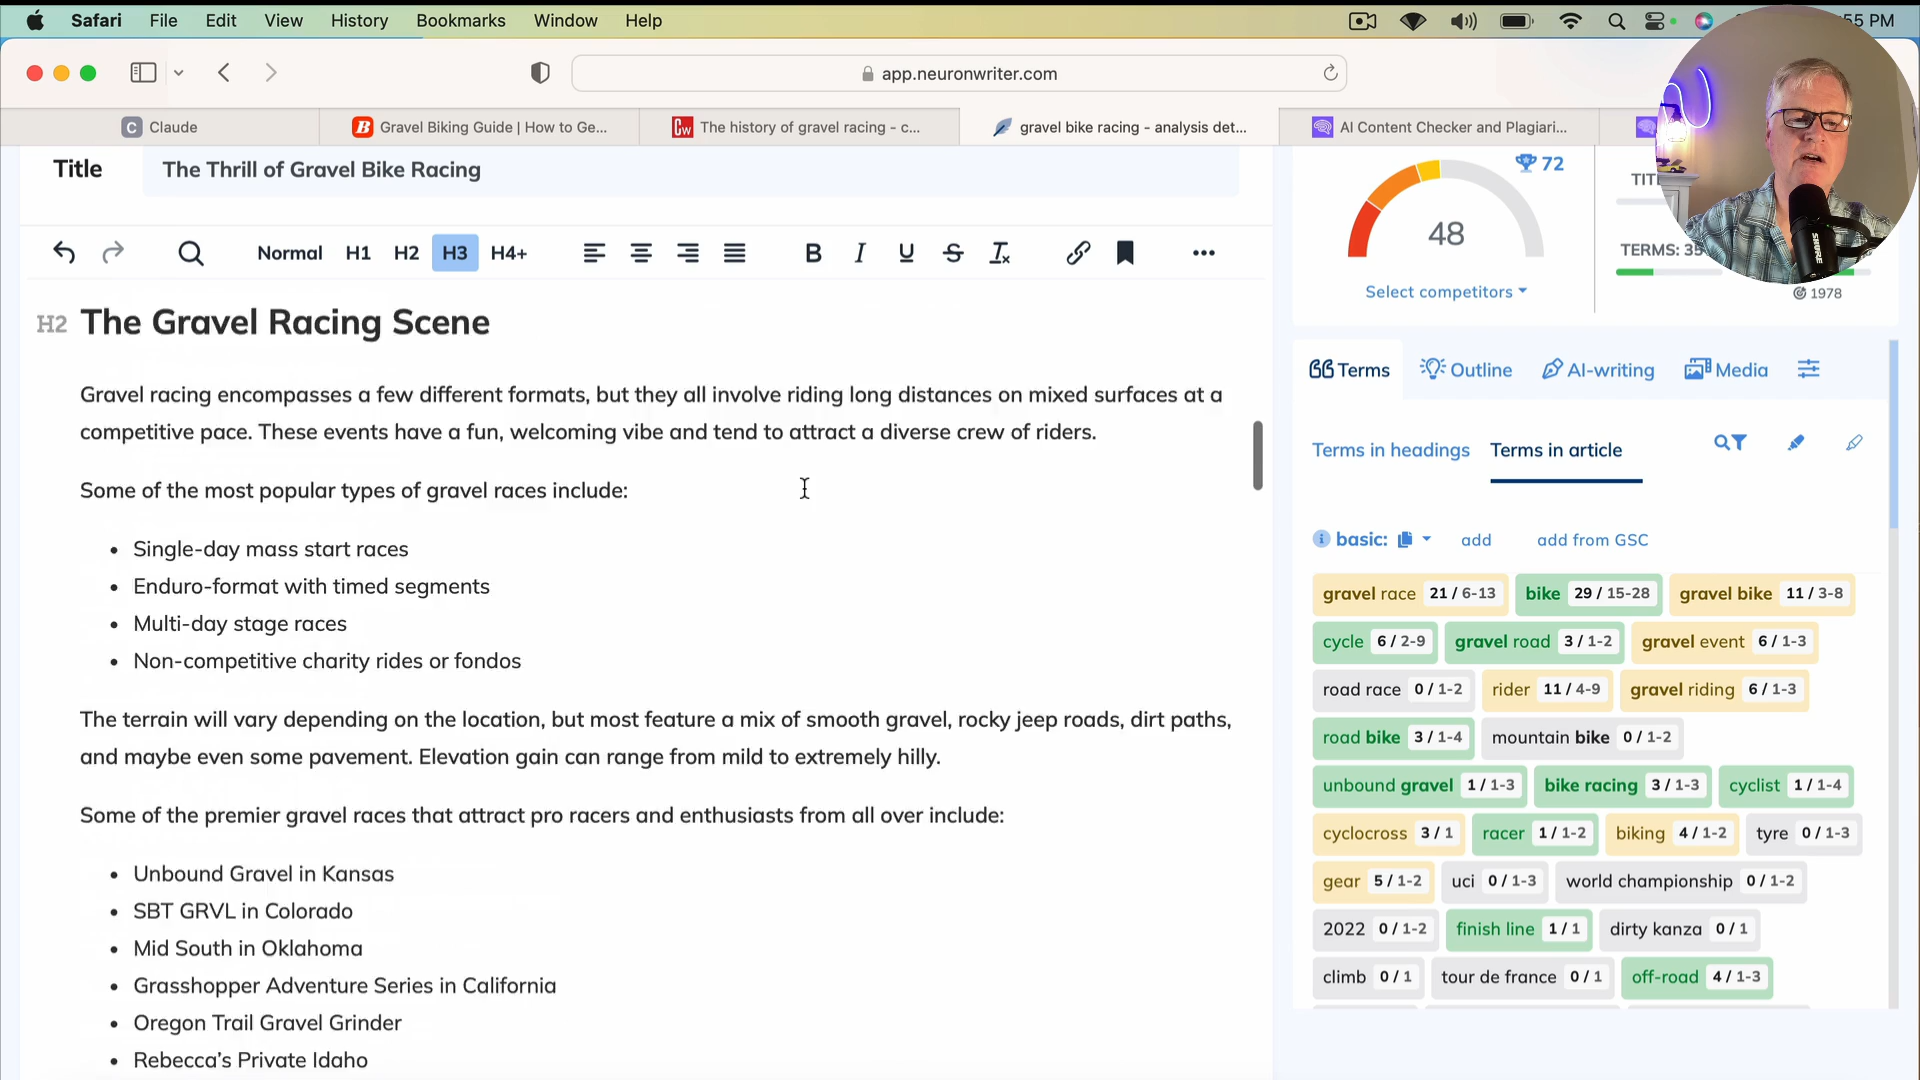 Safari File Edit View History Bookmarks Window Help
55 PM
app.neuronwriter.com
C Claude
B Gravel Biking Guide | How to Ge...
Cw The history of gravel racing - c...
gravel bike racing - analysis det...
AI Content Checker and Plagiari...
Title
The Thrill of Gravel Bike Racing
Normal H1 H2 H3 H4+ B I U S Tx
H2 The Gravel Racing Scene
Gravel racing encompasses a few different formats, but they all involve riding long distances on mixed surfaces at a
competitive pace. These events have a fun, welcoming vibe and tend to attract a diverse crew of riders.
Some of the most popular types of gravel races include:
• Single-day mass start races
• Enduro-format with timed segments
• Multi-day stage races
• Non-competitive charity rides or fondos
The terrain will vary depending on the location, but most feature a mix of smooth gravel, rocky jeep roads, dirt paths,
and maybe even some pavement. Elevation gain can range from mild to extremely hilly.
Some of the premier gravel races that attract pro racers and enthusiasts from all over include:
• Unbound Gravel in Kansas
• SBT GRVL in Colorado
• Mid South in Oklahoma
• Grasshopper Adventure Series in California
• Oregon Trail Gravel Grinder
• Rebecca’s Private Idaho
72
48
Select competitors
TIT
TERMS: 35
1978
SHURE
Terms Outline AI-writing Media
Terms in headings Terms in article
basic: add add from GSC
gravel race 21 / 6-13 bike 29 / 15-28 gravel bike 11 / 3-8
cycle 6 / 2-9 gravel road 3 / 1-2 gravel event 6 / 1-3
road race 0 / 1-2 rider 11 / 4-9 gravel riding 6 / 1-3
road bike 3 / 1-4 mountain bike 0 / 1-2
unbound gravel 1 / 1-3 bike racing 3 / 1-3 cyclist 1 / 1-4
cyclocross 3 / 1 racer 1 / 1-2 biking 4 / 1-2 tyre 0 / 1-3
gear 5 / 1-2 uci 0 / 1-3 world championship 0 / 1-2
2022 0 / 1-2 finish line 1 / 1 dirty kanza 0 / 1
climb 0 / 1 tour de france 0 / 1 off-road 4 / 1-3